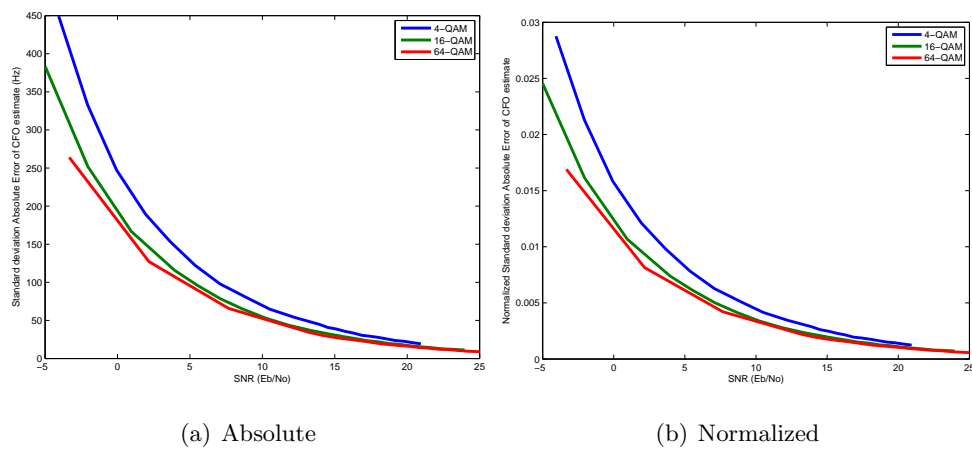 450
400
350
300
250
200
150
100
50
0
Standard deviation Absolute Error of CFO estimate (Hz)
−5 0 5 10 15 20 25
SNR (Eb/No)
4−QAM
16−QAM
64−QAM
(a) Absolute
0.03
0.025
0.02
0.015
0.01
0.005
0
Normalized Standard deviation Absolute Error of CFO estimate
−5 0 5 10 15 20 25
SNR (Eb/No)
4−QAM
16−QAM
64−QAM
(b) Normalized